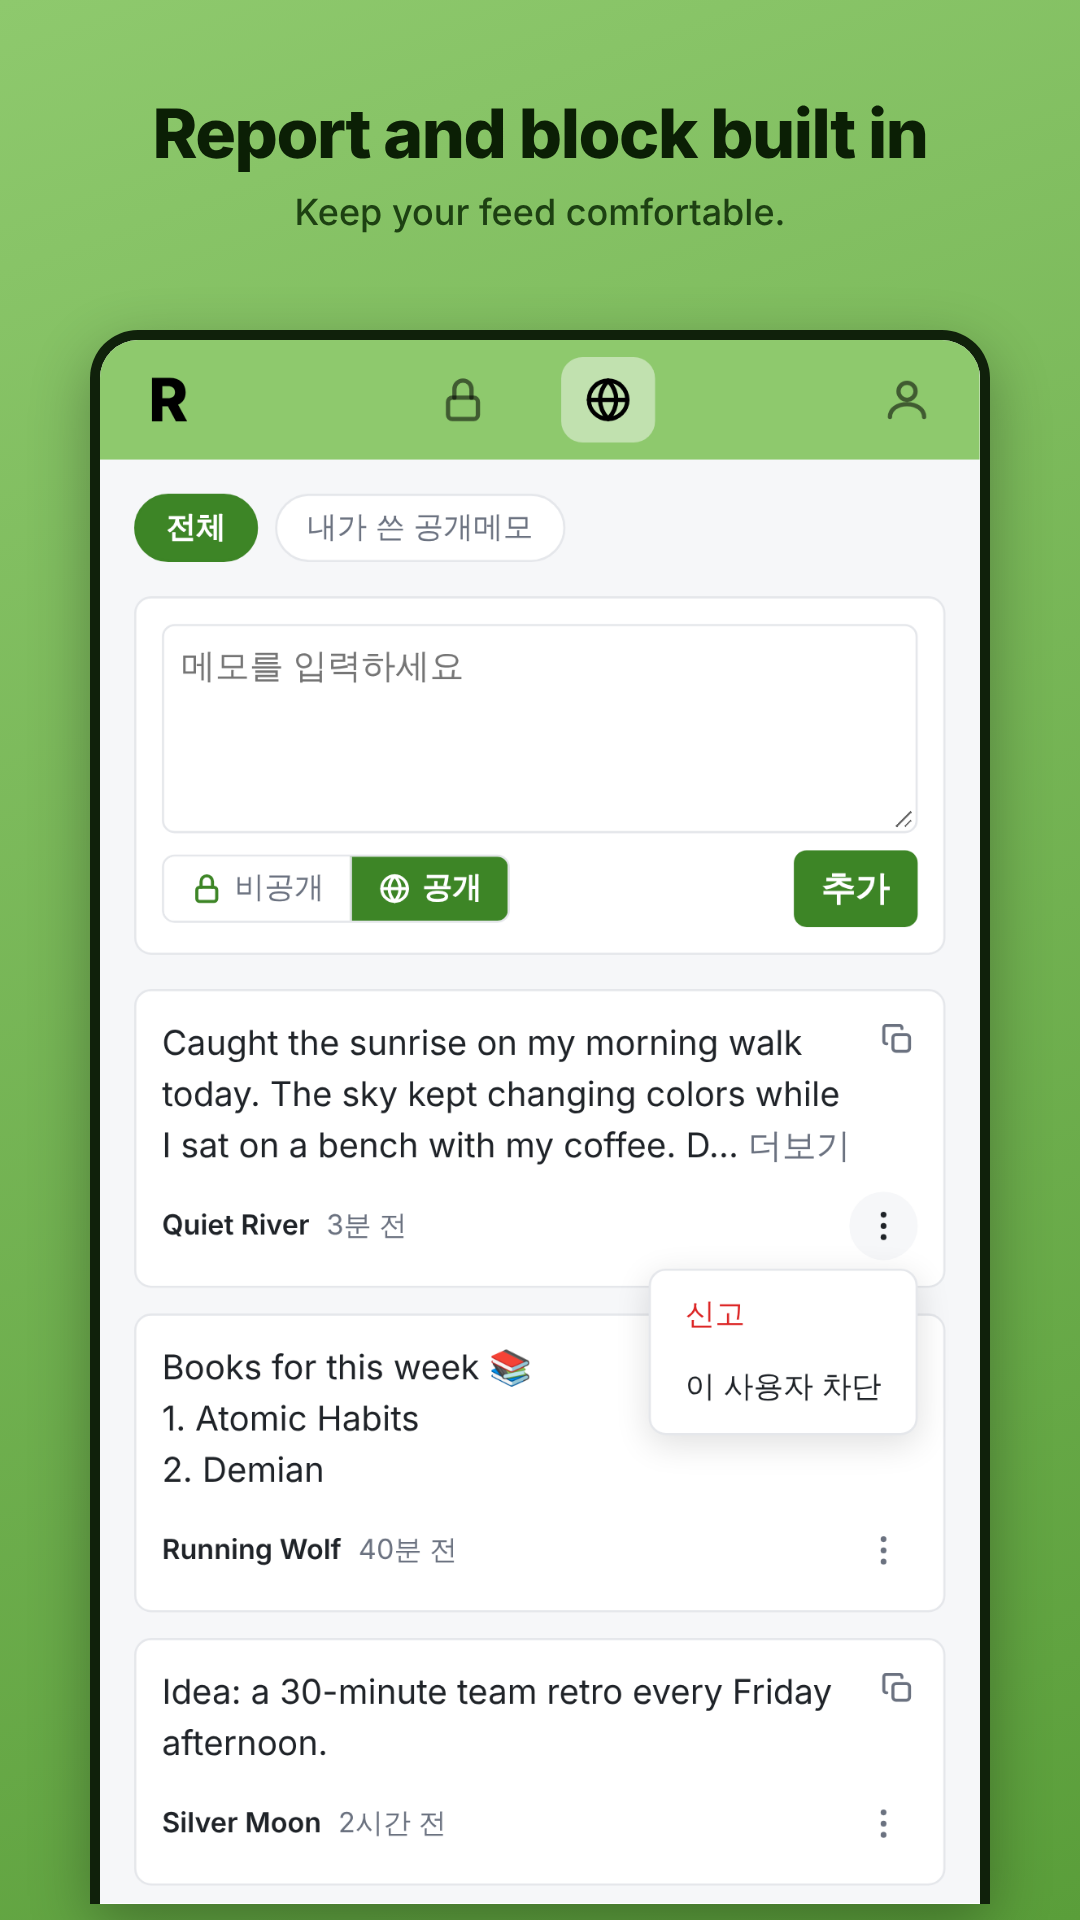 Report and block built in
Keep your feed comfortable.
R
전체
내가 쓴 공개메모
메모를 입력하세요
비공개
공개
추가
Caught the sunrise on my morning walk
today. The sky kept changing colors while
I sat on a bench with my coffee. D... 더보기
Quiet River 3분 전
신고
이 사용자 차단
Books for this week 📚
1. Atomic Habits
2. Demian
Running Wolf 40분 전
Idea: a 30-minute team retro every Friday
afternoon.
Silver Moon 2시간 전